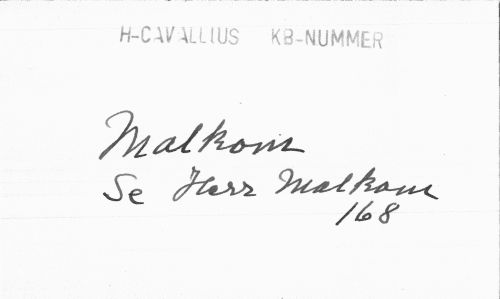 H-CAVALLIUS KB-NUMMER
Malkom
Se Herr Malkom
168